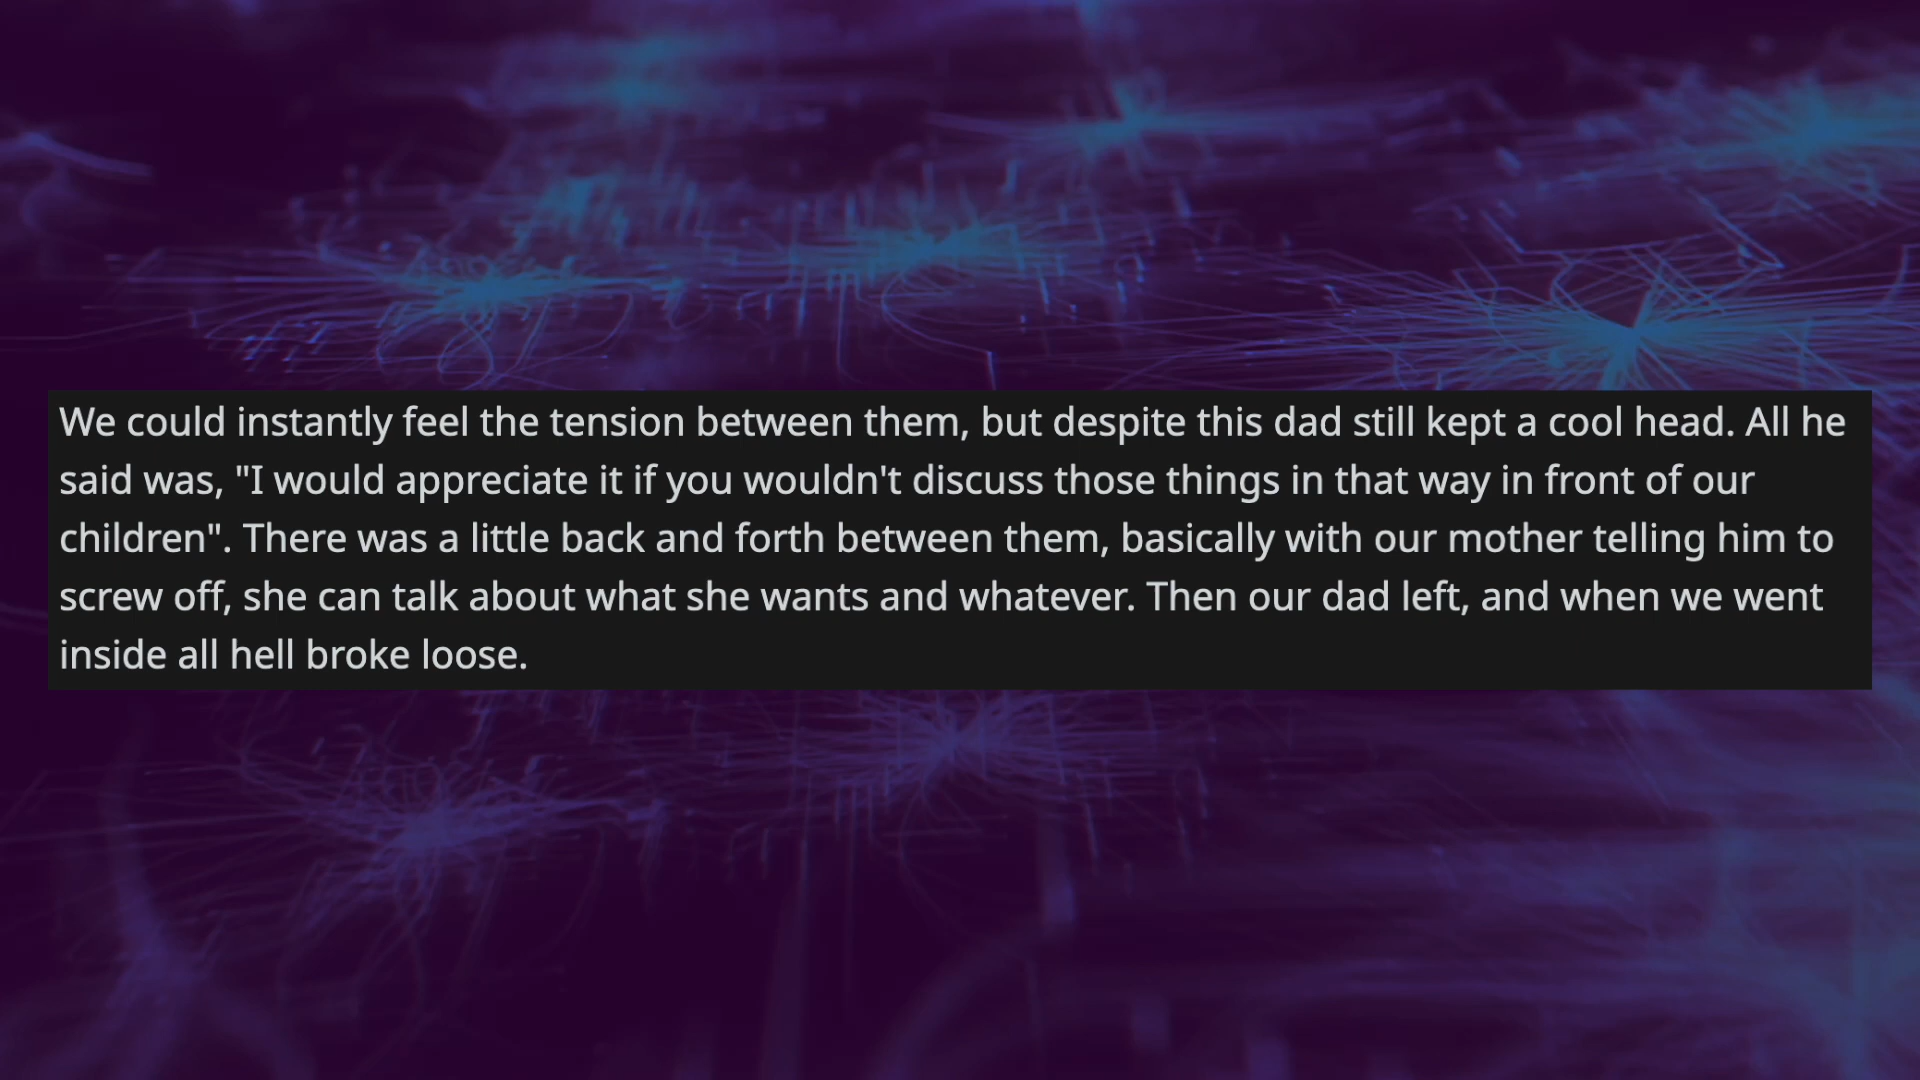 We could instantly feel the tension between them, but despite this dad still kept a cool head. All he
said was, "I would appreciate it if you wouldn't discuss those things in that way in front of our
children". There was a little back and forth between them, basically with our mother telling him to
screw off, she can talk about what she wants and whatever. Then our dad left, and when we went
inside all hell broke loose.